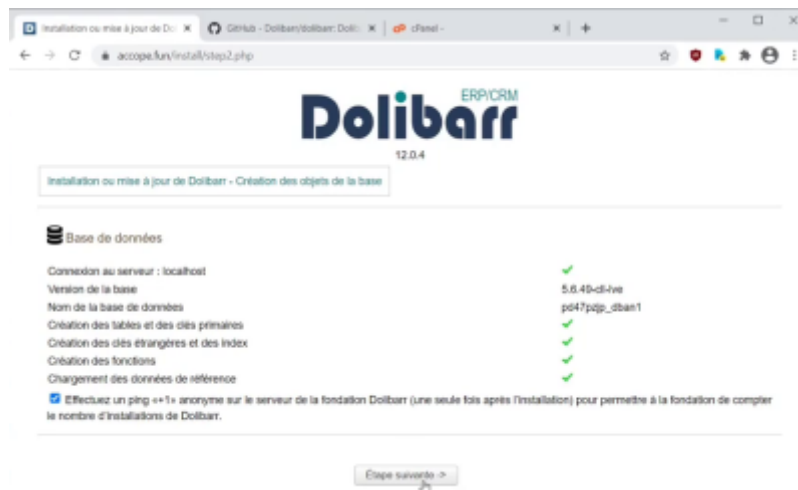 Installation ou mise à jour de Do
GitHub - Dolibarr/dolibarr: Doli
cPanel -
accope.fun/install/step2.php
Dolibarr
ERP/CRM
12.0.4
Installation ou mise à jour de Dolibarr - Création des objets de la base
Base de données
Connexion au serveur : localhost
Version de la base 5.6.49-cll-lve
Nom de la base de données pd47pzjp_dban1
Création des tables et des clés primaires
Création des clés étrangères et des index
Création des fonctions
Chargement des données de référence
Effectuez un ping «+1» anonyme sur le serveur de la fondation Dolibarr (une seule fois après l'installation) pour permettre à la fondation de compter
le nombre d'installations de Dolibarr.
Étape suivante ->